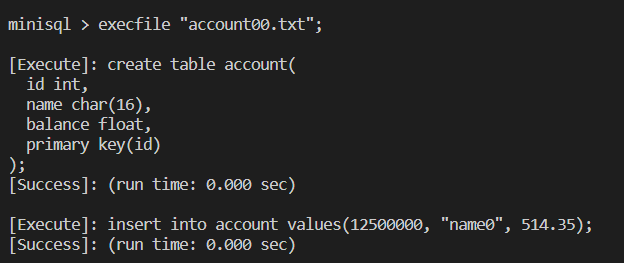 minisql > execfile "account00.txt";
[Execute]: create table account(
  id int,
  name char(16),
  balance float,
  primary key(id)
);
[Success]: (run time: 0.000 sec)
[Execute]: insert into account values(12500000, "name0", 514.35);
[Success]: (run time: 0.000 sec)